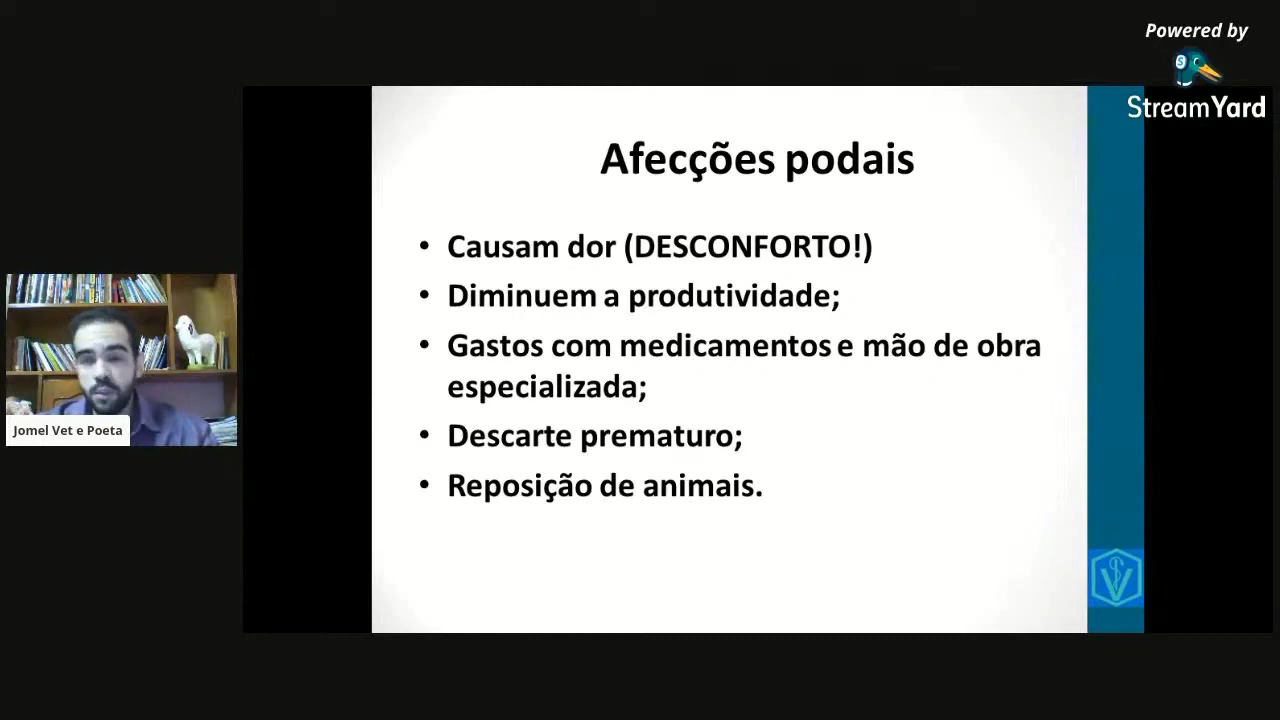 Powered by
StreamYard
Afecções podais
• Causam dor (DESCONFORTO!)
• Diminuem a produtividade;
• Gastos com medicamentos e mão de obra
especializada;
• Descarte prematuro;
• Reposição de animais.
Jomel Vet e Poeta